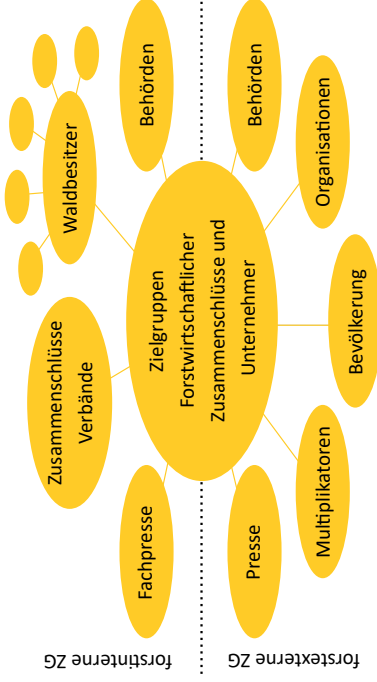 forstinterne ZG
Fachpresse
Zusammenschlüsse
Verbände
Waldbesitzer
Behörden
Zielgruppen
Forstwirtschaftlicher
Zusammenschlüsse und
Unternehmer
forstexterne ZG
Presse
Multiplikatoren
Bevölkerung
Organisationen
Behörden